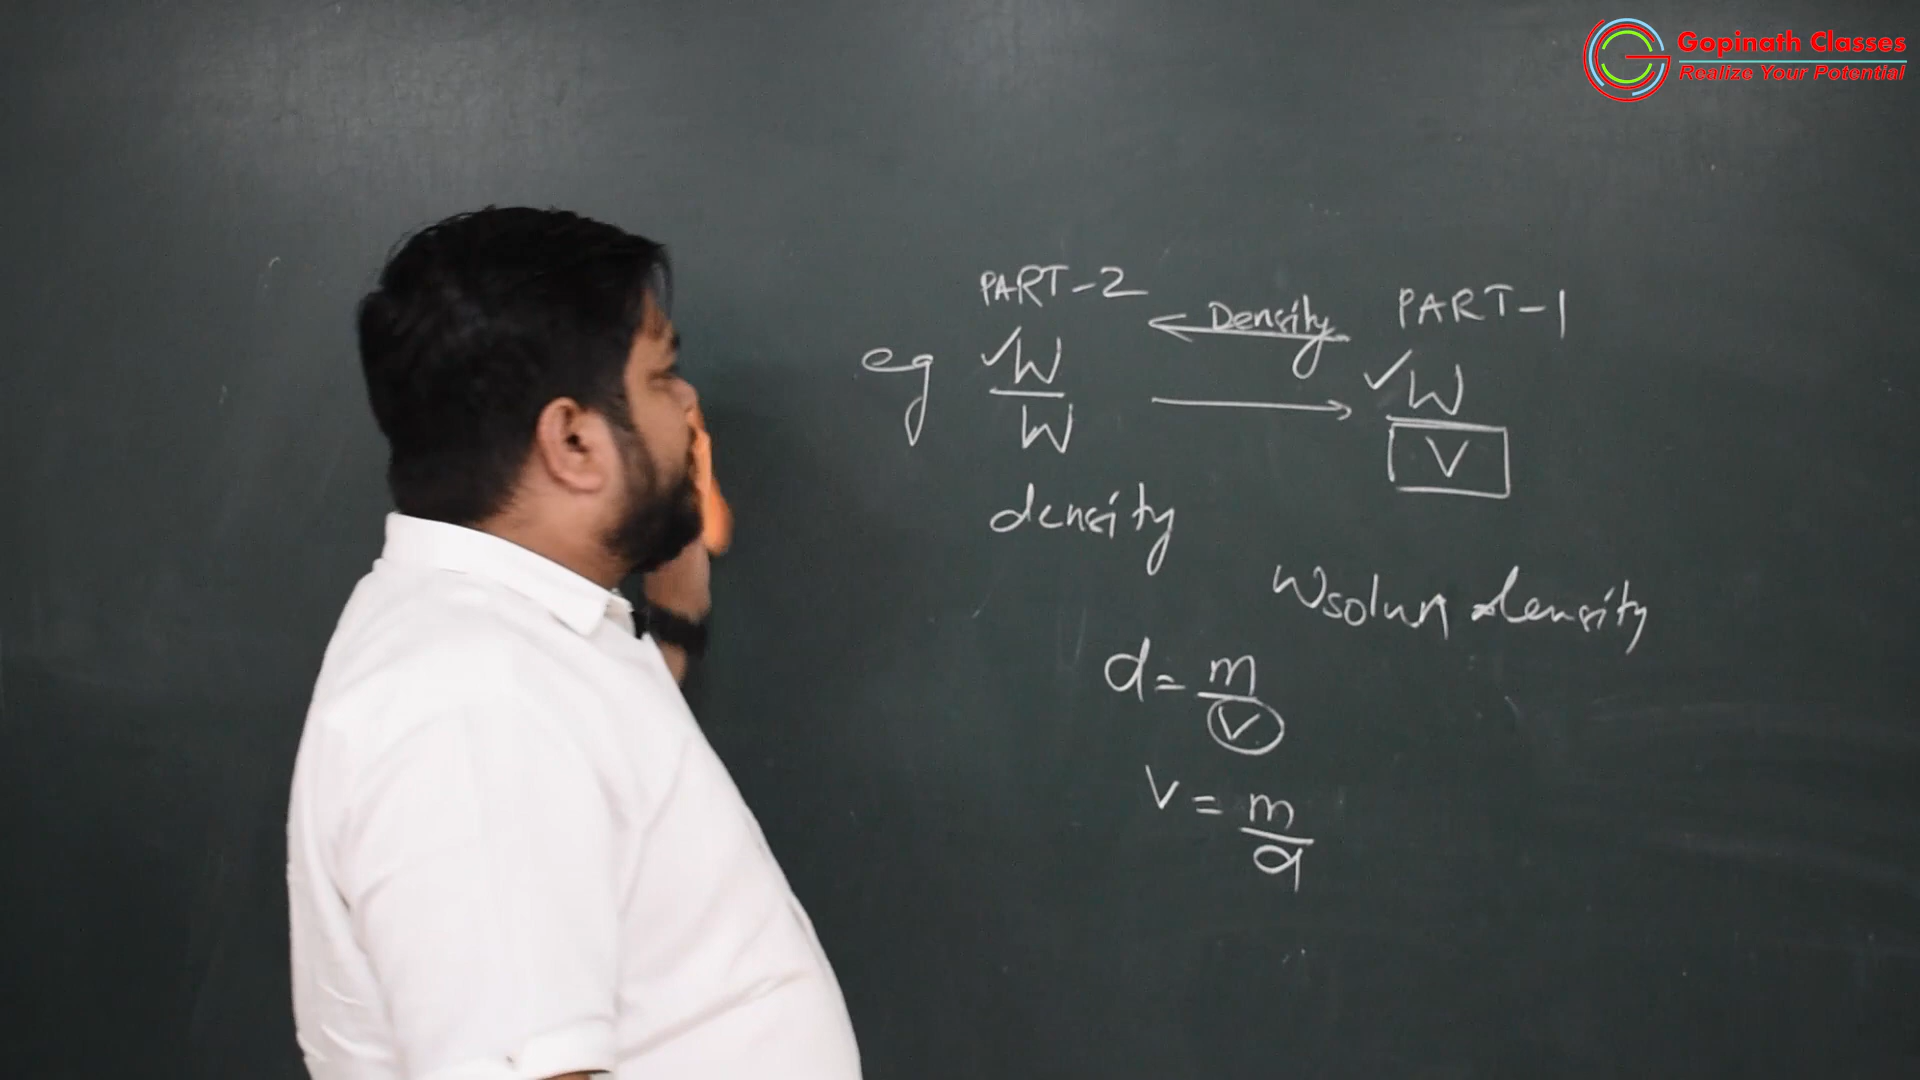 Gopinath Classes
Realize Your Potential
PART-2
Density
PART-1
eg ✓W/W → ✓W/V
density
Wsolun density
d = m/V
V = m/d